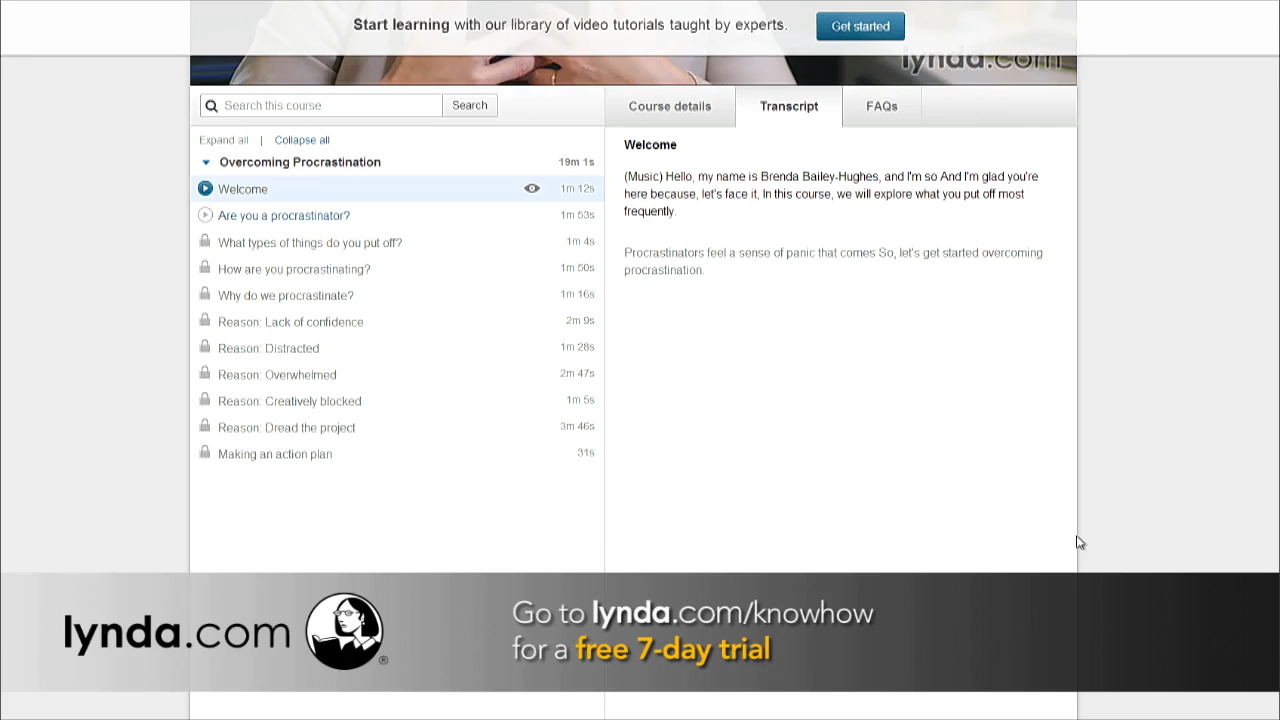 Start learning with our library of video tutorials taught by experts.
Get started
lynda.com
Search this course
Search
Expand all | Collapse all
Overcoming Procrastination 19m 1s
Welcome 1m 12s
Are you a procrastinator? 1m 53s
What types of things do you put off? 1m 4s
How are you procrastinating? 1m 50s
Why do we procrastinate? 1m 16s
Reason: Lack of confidence 2m 9s
Reason: Distracted 1m 28s
Reason: Overwhelmed 2m 47s
Reason: Creatively blocked 1m 5s
Reason: Dread the project 3m 46s
Making an action plan 31s
Course details
Transcript
FAQs
Welcome
(Music) Hello, my name is Brenda Bailey-Hughes, and I'm so And I'm glad you're
here because, let's face it, In this course, we will explore what you put off most
frequently.
Procrastinators feel a sense of panic that comes So, let's get started overcoming
procrastination.
lynda.com ®
Go to lynda.com/knowhow
for a free 7-day trial